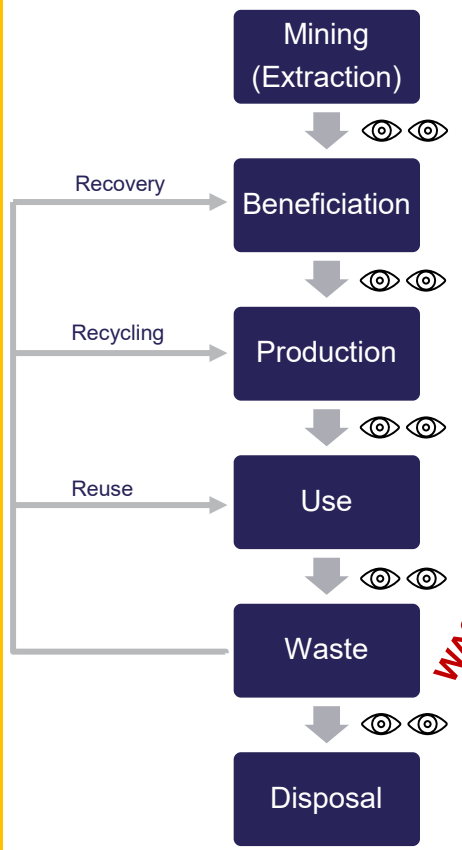 Mining
(Extraction)
Recovery
Beneficiation
Recycling
Production
Reuse
Use
Waste
Disposal